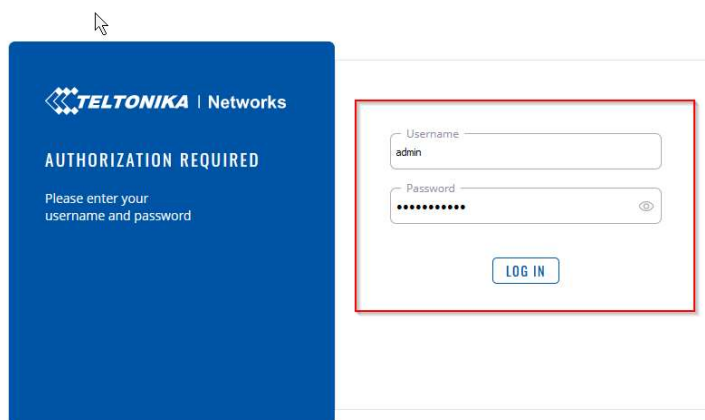 TELTONIKA | Networks
AUTHORIZATION REQUIRED
Please enter your
username and password
Username
admin
Password
•••••••••••
LOG IN